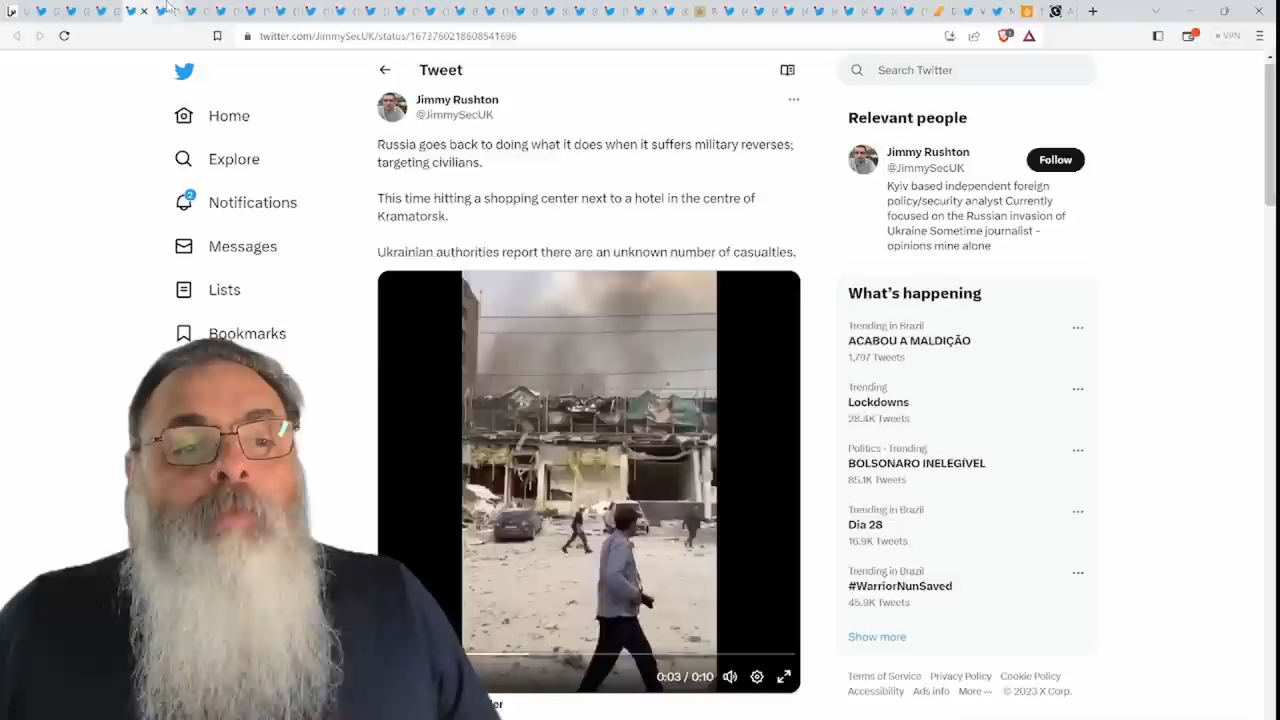 twitter.com/JimmySecUK/status/1673760218608541696
VPN
Tweet
Search Twitter
Home
Explore
2
Notifications
Messages
Lists
Bookmarks
Jimmy Rushton
@JimmySecUK
Russia goes back to doing what it does when it suffers military reverses;
targeting civilians.
This time hitting a shopping center next to a hotel in the centre of
Kramatorsk.
Ukrainian authorities report there are an unknown number of casualties.
0:03 / 0:10
Relevant people
Jimmy Rushton
@JimmySecUK
Follow
Kyiv based independent foreign
policy/security analyst Currently
focused on the Russian invasion of
Ukraine Sometime journalist -
opinions mine alone
What's happening
Trending in Brazil
ACABOU A MALDIÇÃO
1,797 Tweets
Trending
Lockdowns
28.4K Tweets
Politics · Trending
BOLSONARO INELEGÍVEL
85.1K Tweets
Trending in Brazil
Dia 28
16.9K Tweets
Trending in Brazil
#WarriorNunSaved
45.9K Tweets
Show more
Terms of Service Privacy Policy Cookie Policy
Accessibility Ads info More ···
© 2023 X Corp.